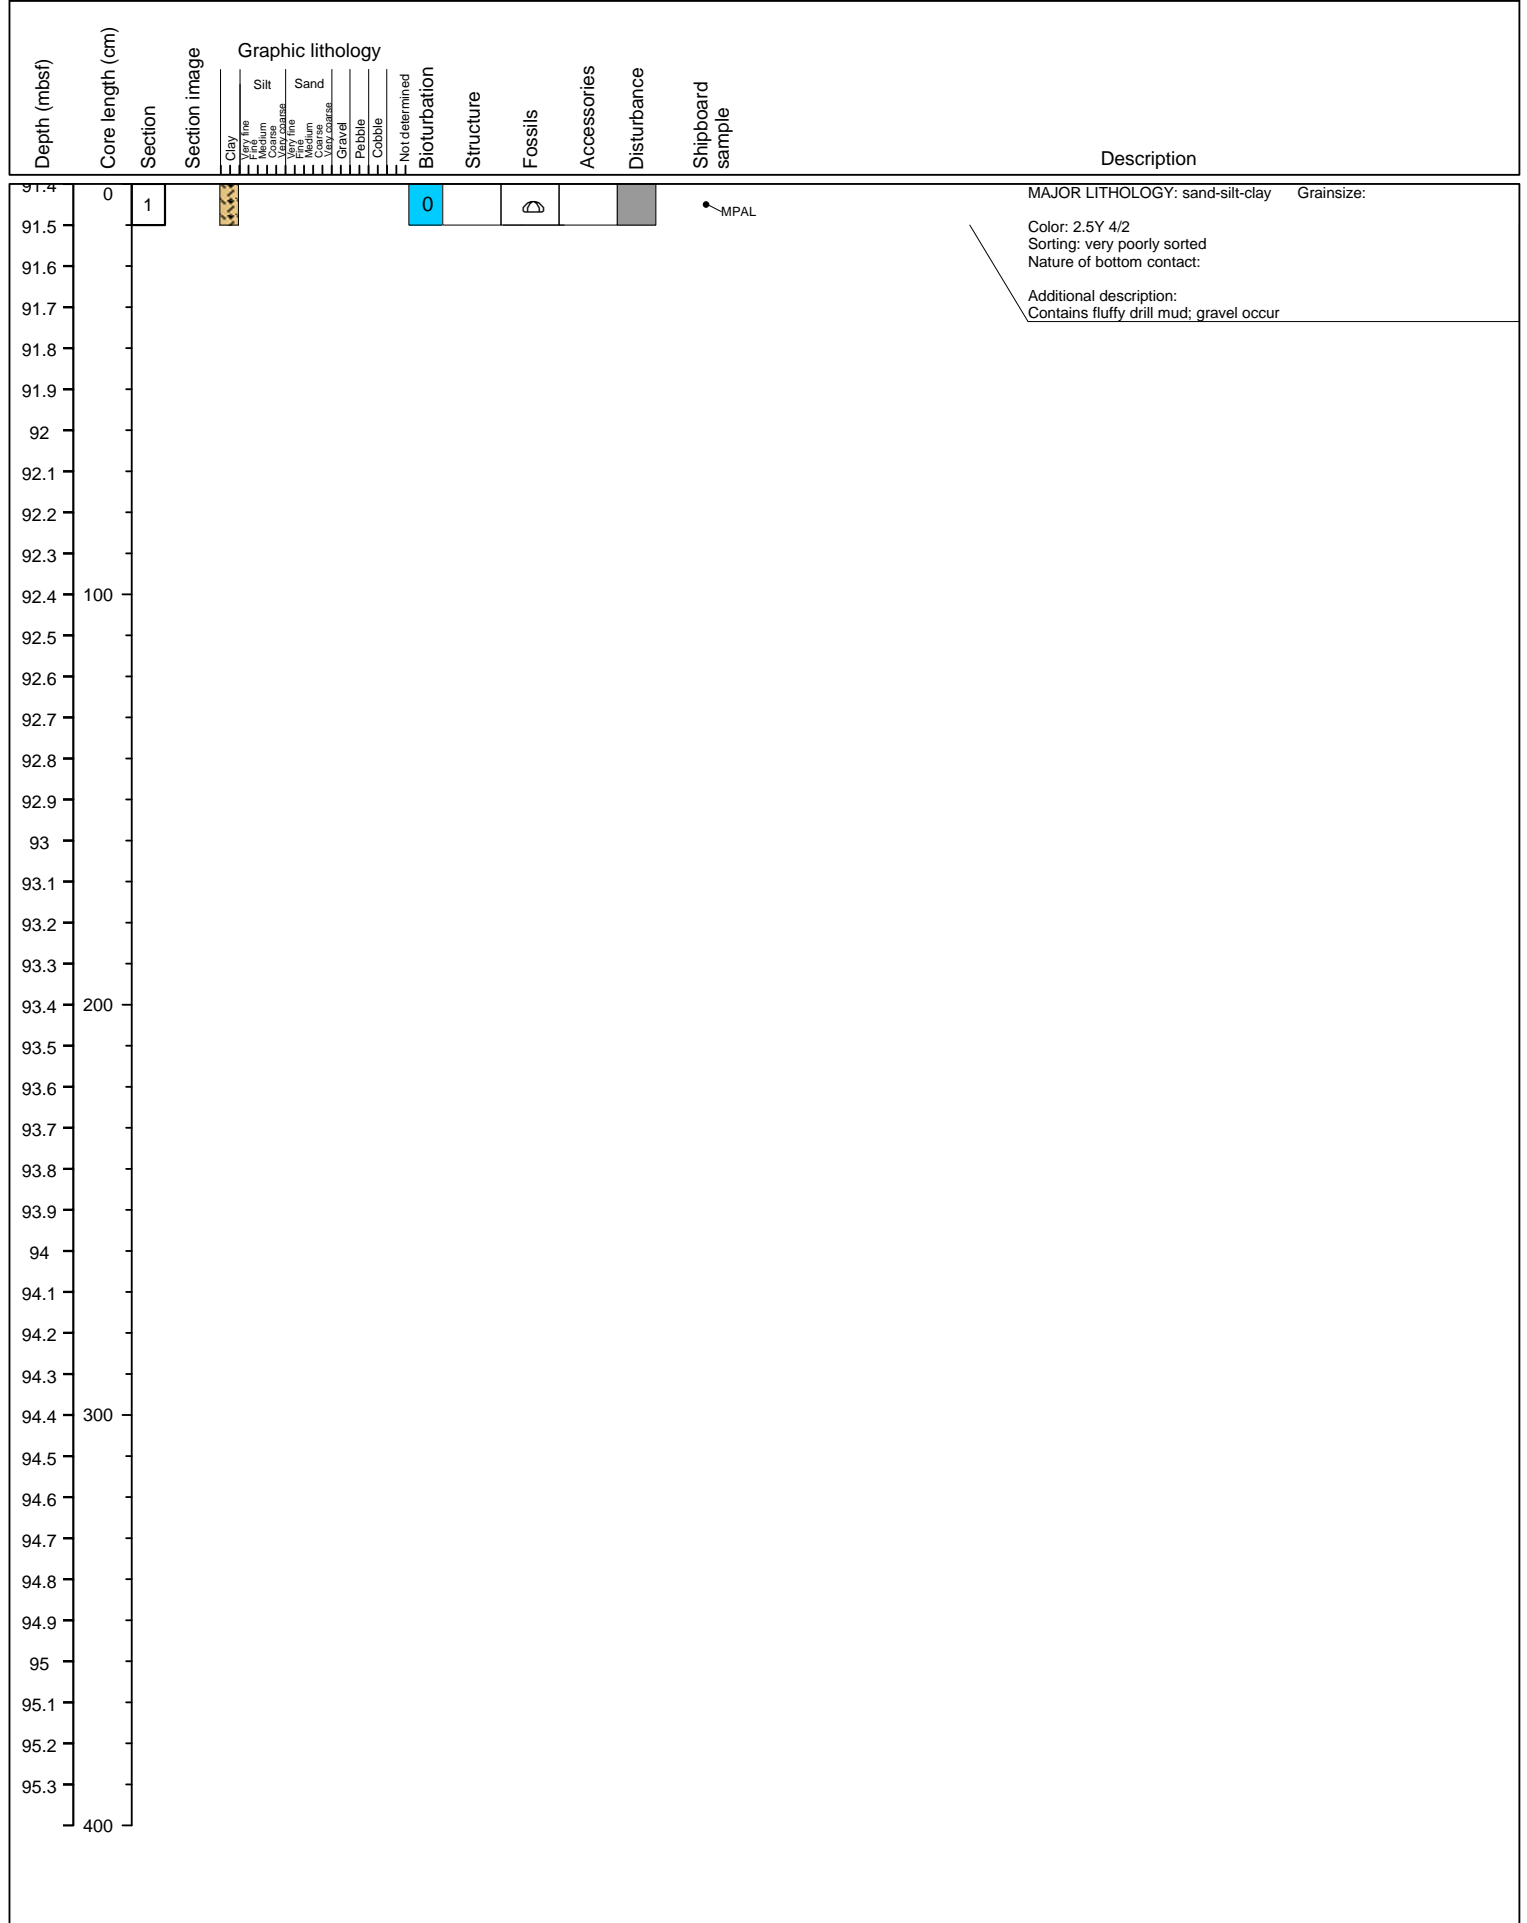 Depth (mbsf)
Core length (cm)
Section
Section image
Graphic lithology
Clay
Silt
Very fine
Fine
Medium
Coarse
Very coarse
Sand
Very fine
Fine
Medium
Coarse
Very coarse
Gravel
Pebble
Cobble
Not determined
Bioturbation
Structure
Fossils
Accessories
Disturbance
Shipboard
sample
Description
91.4
0
1
0
MPAL
MAJOR LITHOLOGY: sand-silt-clay Grainsize:
Color: 2.5Y 4/2
Sorting: very poorly sorted
Nature of bottom contact:
Additional description:
Contains fluffy drill mud; gravel occur
91.5
91.6
91.7
91.8
91.9
92
92.1
92.2
92.3
92.4 100
92.5
92.6
92.7
92.8
92.9
93
93.1
93.2
93.3
93.4 200
93.5
93.6
93.7
93.8
93.9
94
94.1
94.2
94.3
94.4 300
94.5
94.6
94.7
94.8
94.9
95
95.1
95.2
95.3
400